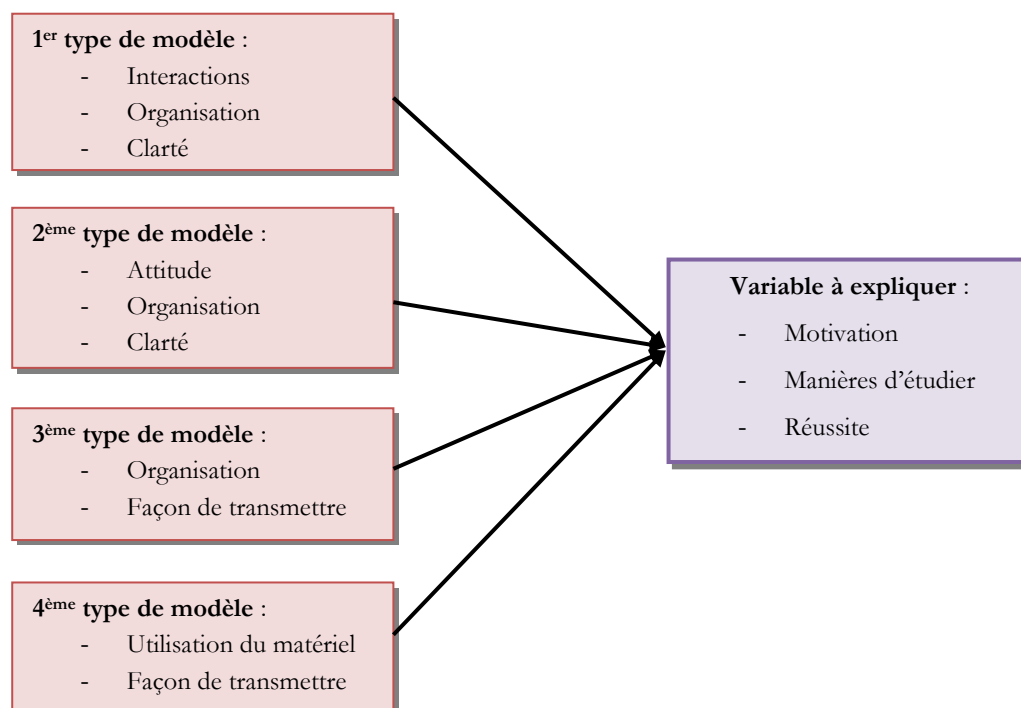 1er type de modèle :
- Interactions
- Organisation
- Clarté
2ème type de modèle :
- Attitude
- Organisation
- Clarté
3ème type de modèle :
- Organisation
- Façon de transmettre
4ème type de modèle :
- Utilisation du matériel
- Façon de transmettre
Variable à expliquer :
- Motivation
- Manières d'étudier
- Réussite